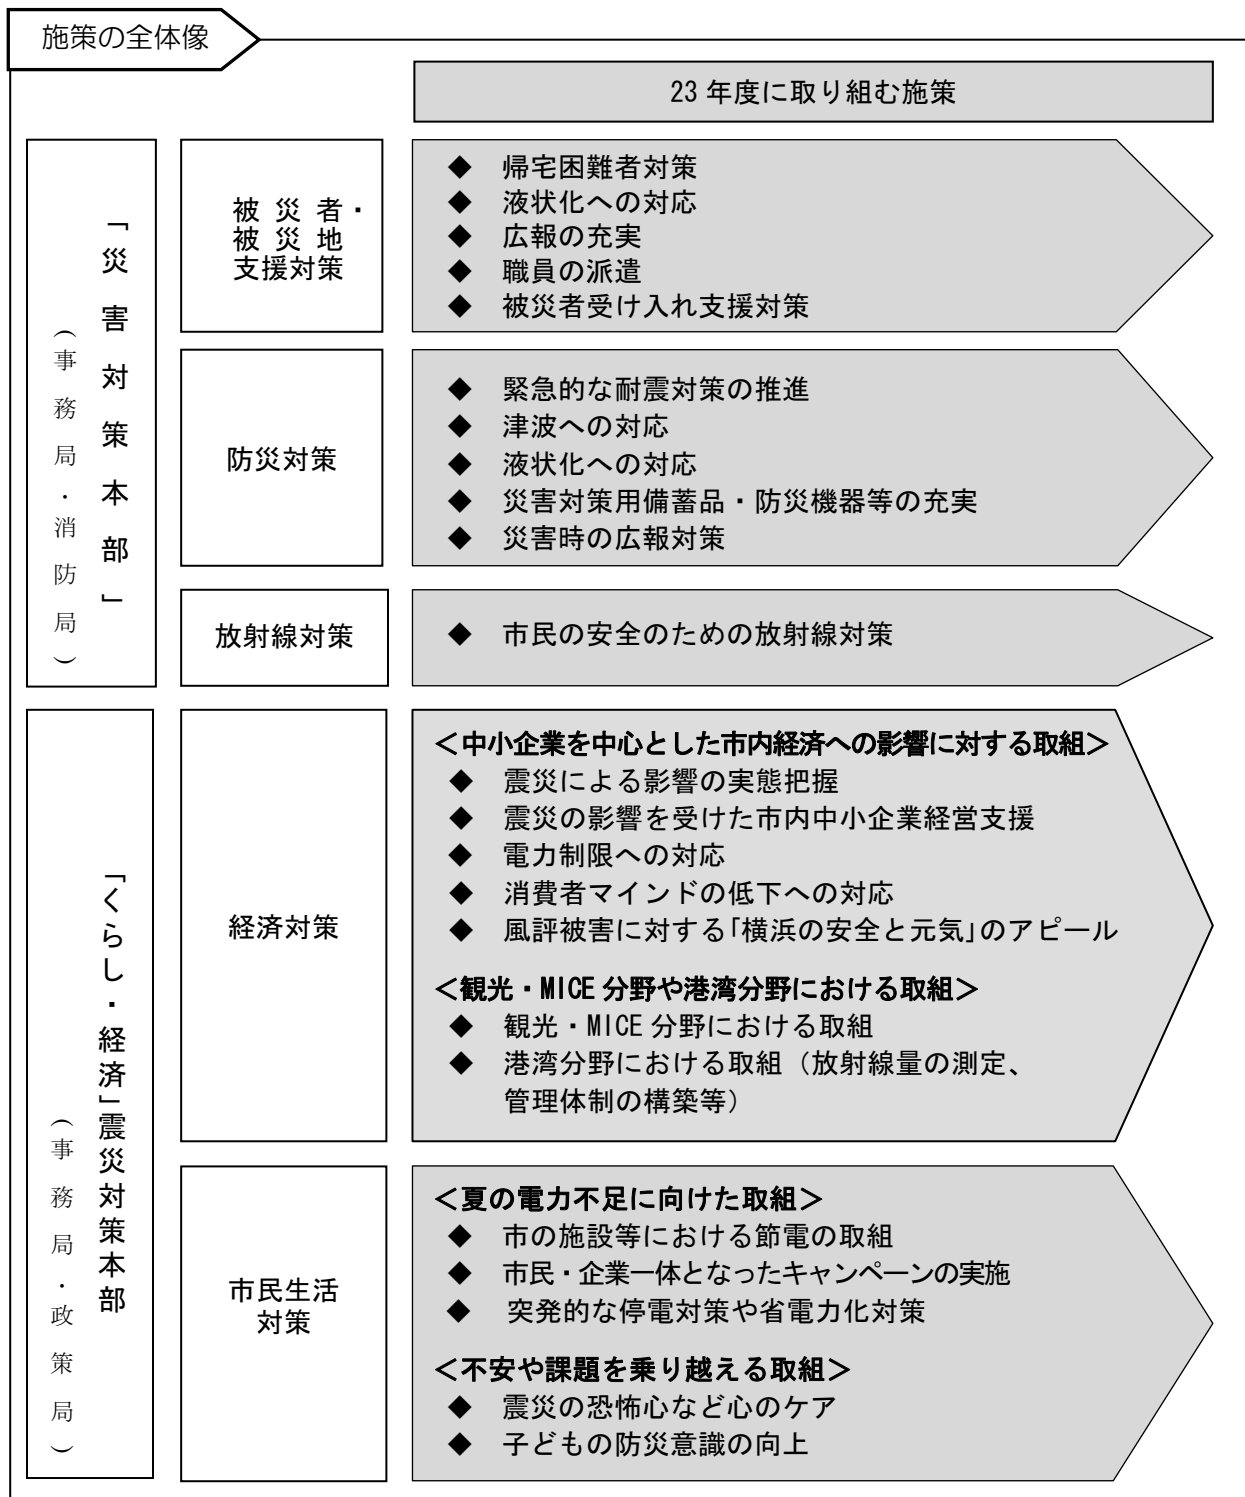 施策の全体像
23 年度に取り組む施策
「災害対策本部」
(事務局・消防局)
被災者・
被災地
支援対策
◆ 帰宅困難者対策
◆ 液状化への対応
◆ 広報の充実
◆ 職員の派遣
◆ 被災者受け入れ支援対策
防災対策
◆ 緊急的な耐震対策の推進
◆ 津波への対応
◆ 液状化への対応
◆ 災害対策用備蓄品・防災機器等の充実
◆ 災害時の広報対策
放射線対策
◆ 市民の安全のための放射線対策
「くらし・経済」震災対策本部
(事務局・政策局)
経済対策
＜中小企業を中心とした市内経済への影響に対する取組＞
◆ 震災による影響の実態把握
◆ 震災の影響を受けた市内中小企業経営支援
◆ 電力制限への対応
◆ 消費者マインドの低下への対応
◆ 風評被害に対する「横浜の安全と元気」のアピール
＜観光・MICE 分野や港湾分野における取組＞
◆ 観光・MICE 分野における取組
◆ 港湾分野における取組（放射線量の測定、
管理体制の構築等）
市民生活
対策
＜夏の電力不足に向けた取組＞
◆ 市の施設等における節電の取組
◆ 市民・企業一体となったキャンペーンの実施
◆ 突発的な停電対策や省電力化対策
＜不安や課題を乗り越える取組＞
◆ 震災の恐怖心など心のケア
◆ 子どもの防災意識の向上